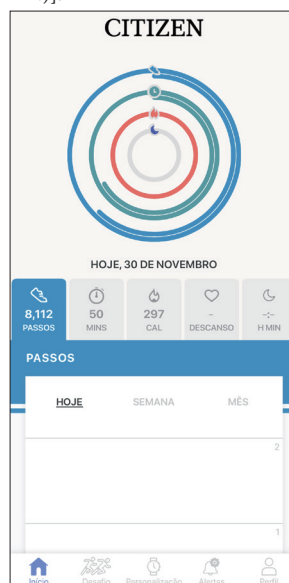 CITIZEN
HOJE, 30 DE NOVEMBRO
8,112 50 297 - -:-
PASSOS MINS CAL DESCANSO H MIN
PASSOS
HOJE SEMANA MÊS
2
1
Início Desafio Personalização Alertas Perfil